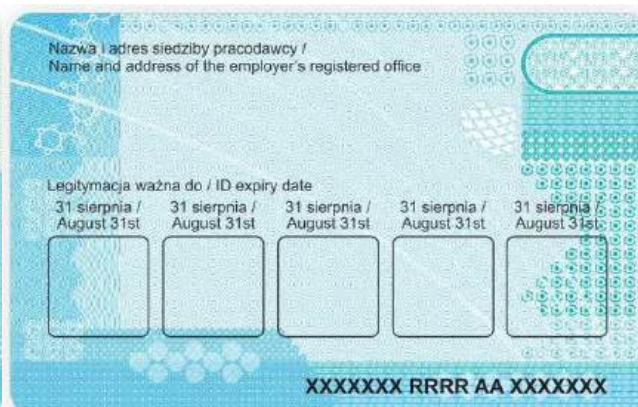 Nazwa i adres siedziby pracodawcy /
Name and address of the employer's registered office
Legitymacja ważna do / ID expiry date
31 sierpnia / 31 sierpnia / 31 sierpnia / 31 sierpnia / 31 sierpnia /
August 31st August 31st August 31st August 31st August 31st
XXXXXXX RRRR AA XXXXXXX